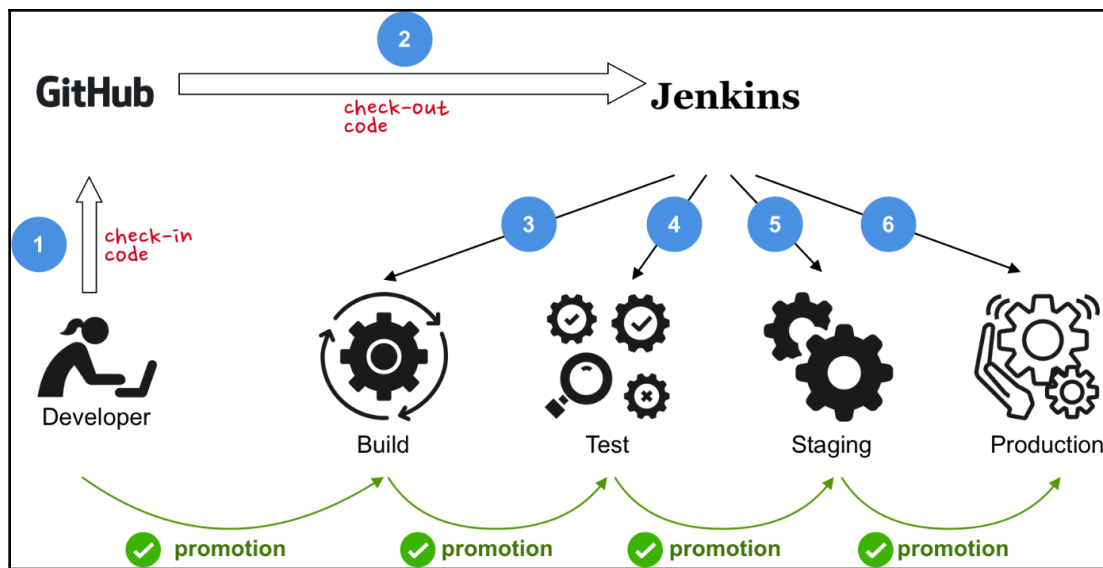 2
GitHub
Jenkins
check-out
code
1
check-in
code
3
4
5
6
Developer
Build
Test
Staging
Production
promotion
promotion
promotion
promotion